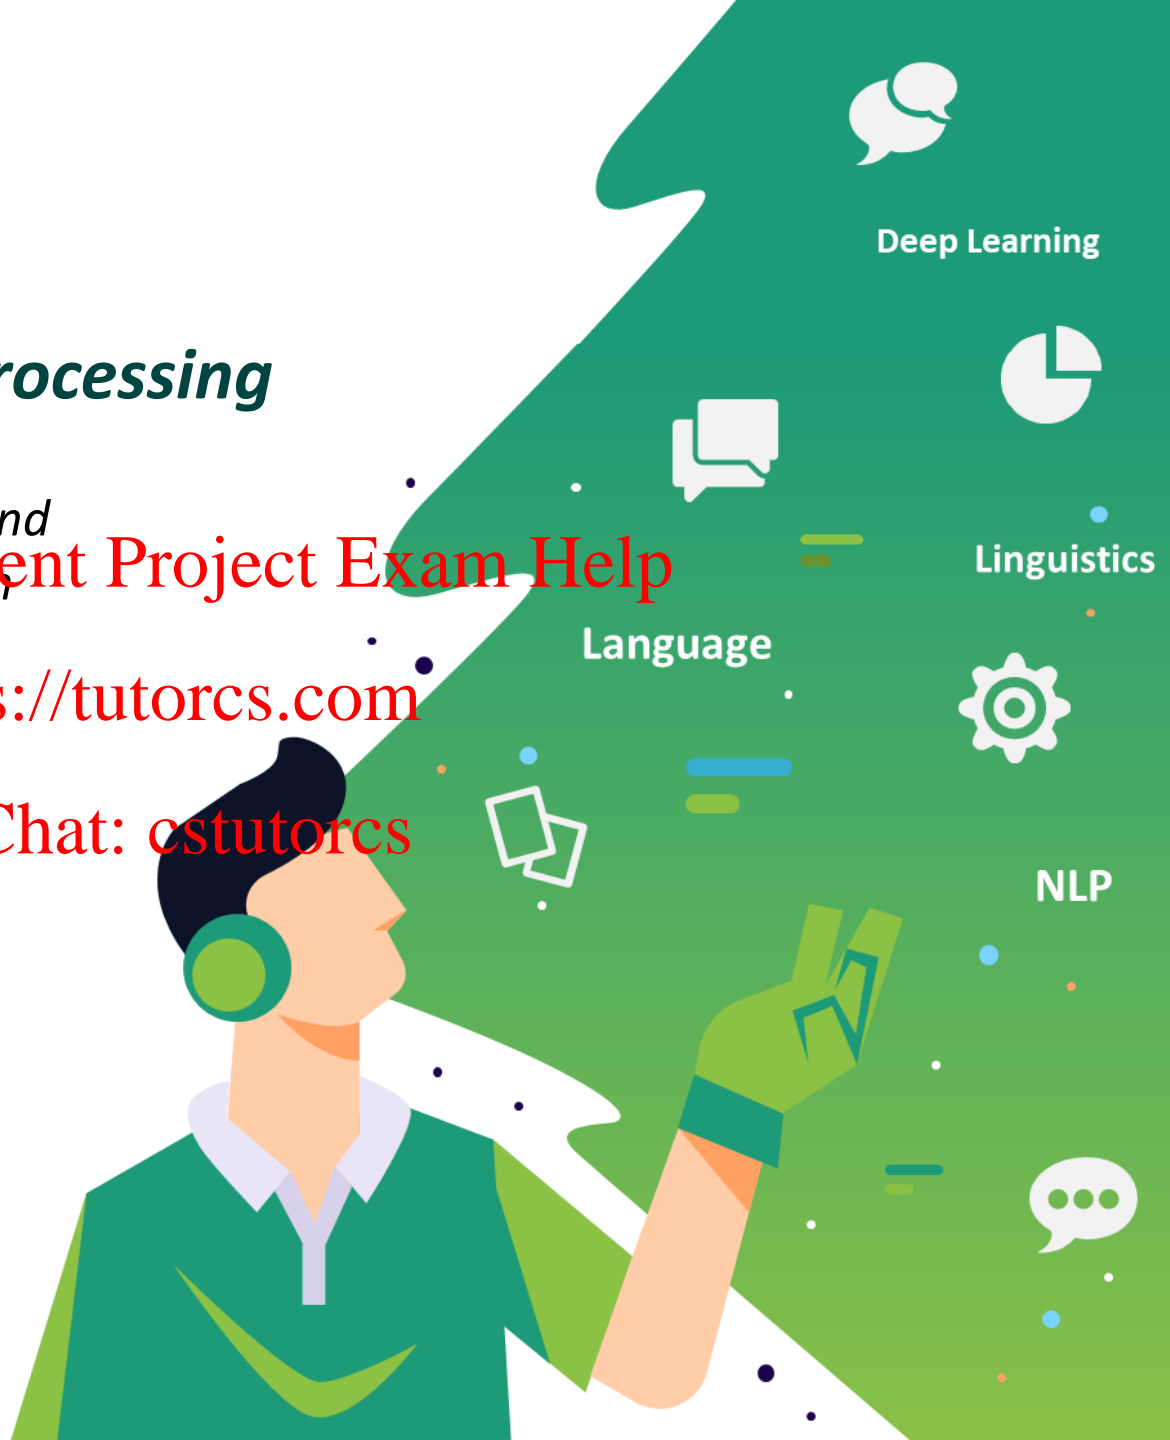 Deep Learning
rocessing
nd
ent Project Exam Help
Linguistics
Language
s://tutorcs.com
Chat: cstutorcs
NLP